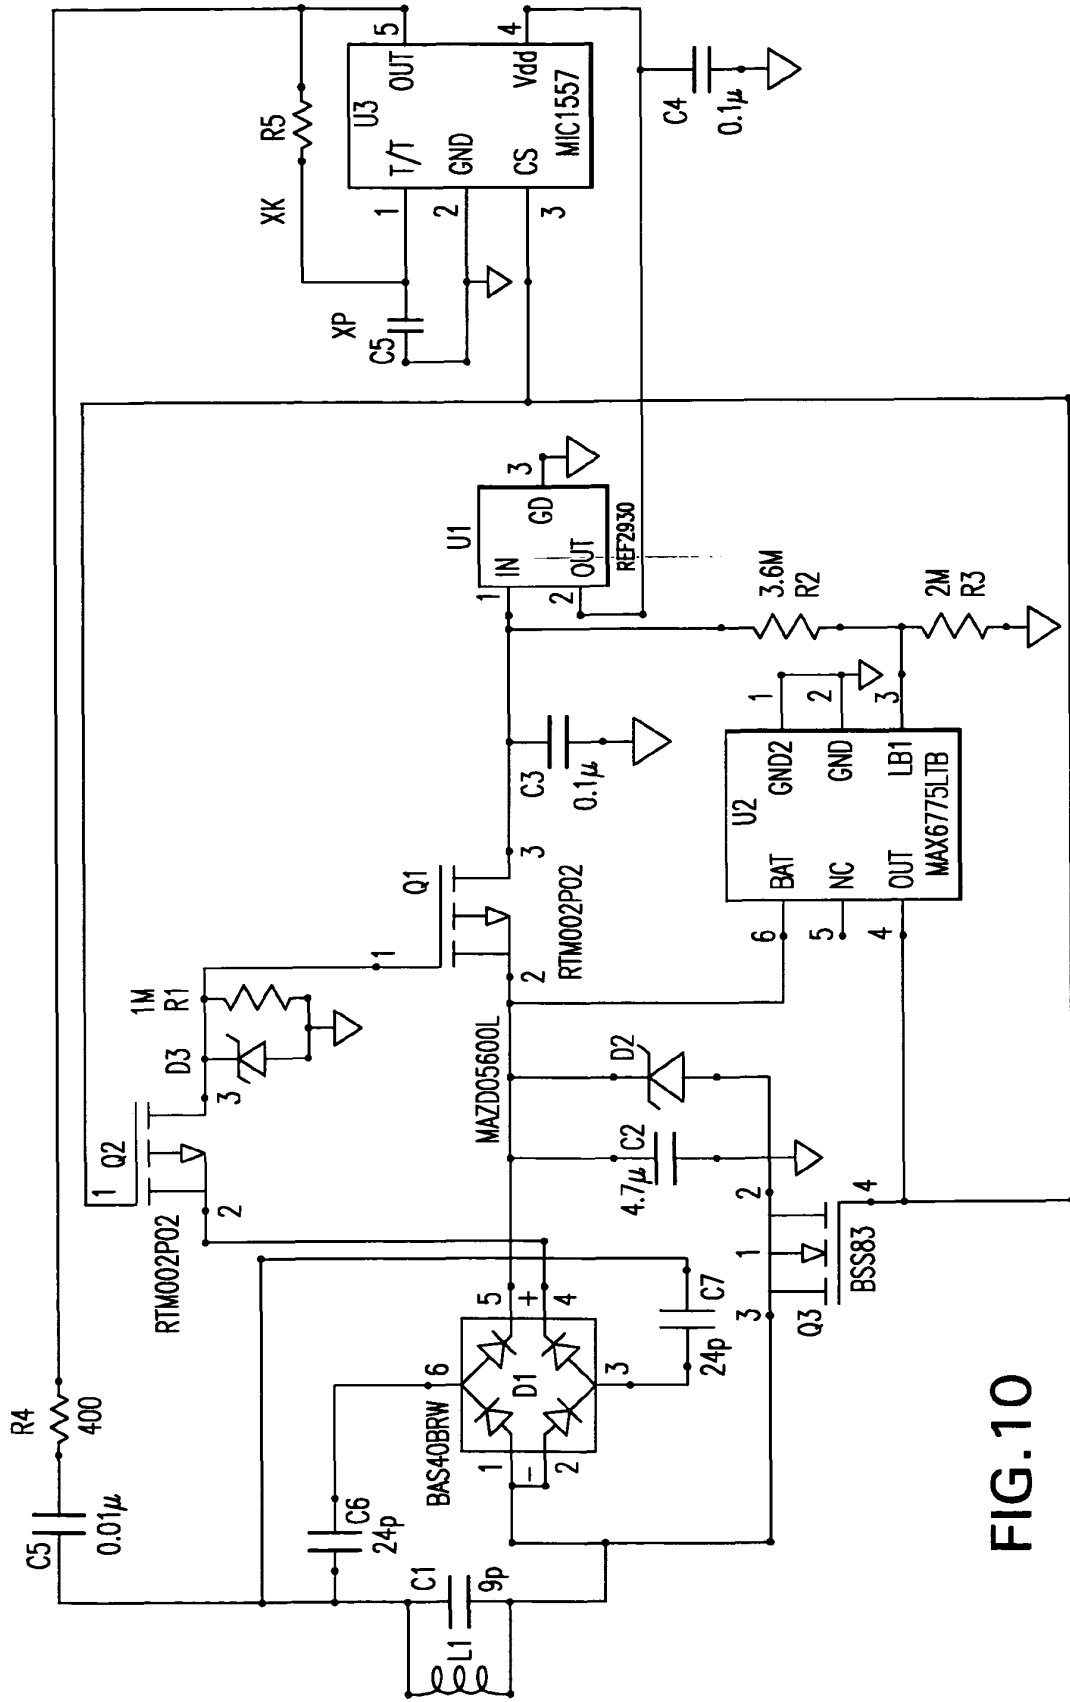 C5
0.01μ
R4
400
RTM002P02
Q2
1
2
3
D3
1M
R1
1
Q1
2
3
RTM002P02
XK
R5
XP
C5
U3
T/T
OUT
GND
CS
Vdd
MIC1557
1
2
3
4
5
C4
0.1μ
U1
IN
OUT
GD
1
2
3
REF2930
C3
0.1μ
3.6M
R2
2M
R3
U2
BAT
NC
OUT
GND2
GND
LB1
MAX6775LTB
6
5
4
1
2
3
MAZD05600L
D2
C2
4.7μ
BAS40BRW
D1
1
2
3
4
5
6
+
–
C6
24p
C7
24p
C1
9p
L1
Q3
BSS83
3
1
2
4
FIG.10